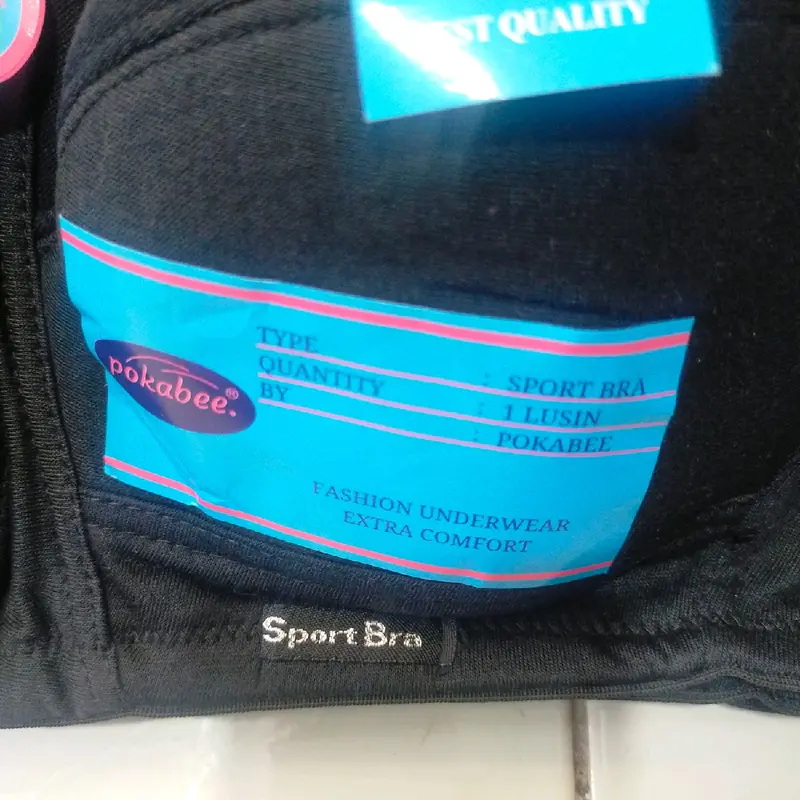 QUALITY
pokabee®
TYPE : SPORT BRA
QUANTITY : 1 LUSIN
BY : POKABEE
FASHION UNDERWEAR
EXTRA COMFORT
Sport Bra